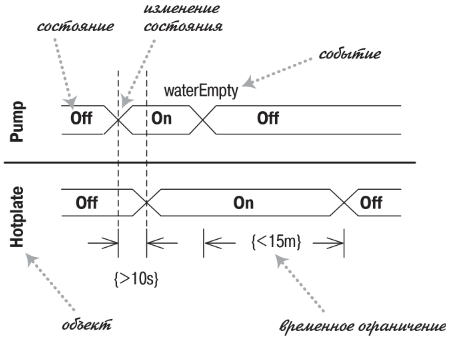 состояние
изменение
состояния
событие
waterEmpty
Pump
Off On Off
Hotplate
Off On Off
{>10s} {<15m}
объект
временное ограничение